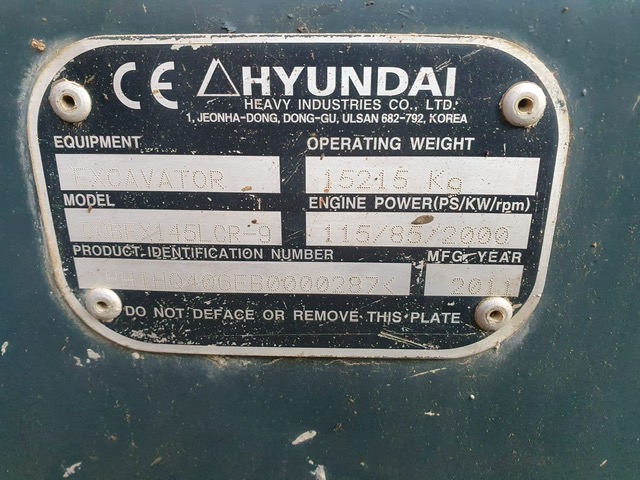 CE HYUNDAI
HEAVY INDUSTRIES CO., LTD.
1, JEONHA-DONG, DONG-GU, ULSAN 682-792, KOREA
EQUIPMENT OPERATING WEIGHT
EXCAVATOR 15215 Kg
MODEL ENGINE POWER(PS/KW/rpm)
115/85/2000
PRODUCT IDENTIFICATION NUMBER MFG. YEAR
2011
DO NOT DEFACE OR REMOVE THIS PLATE